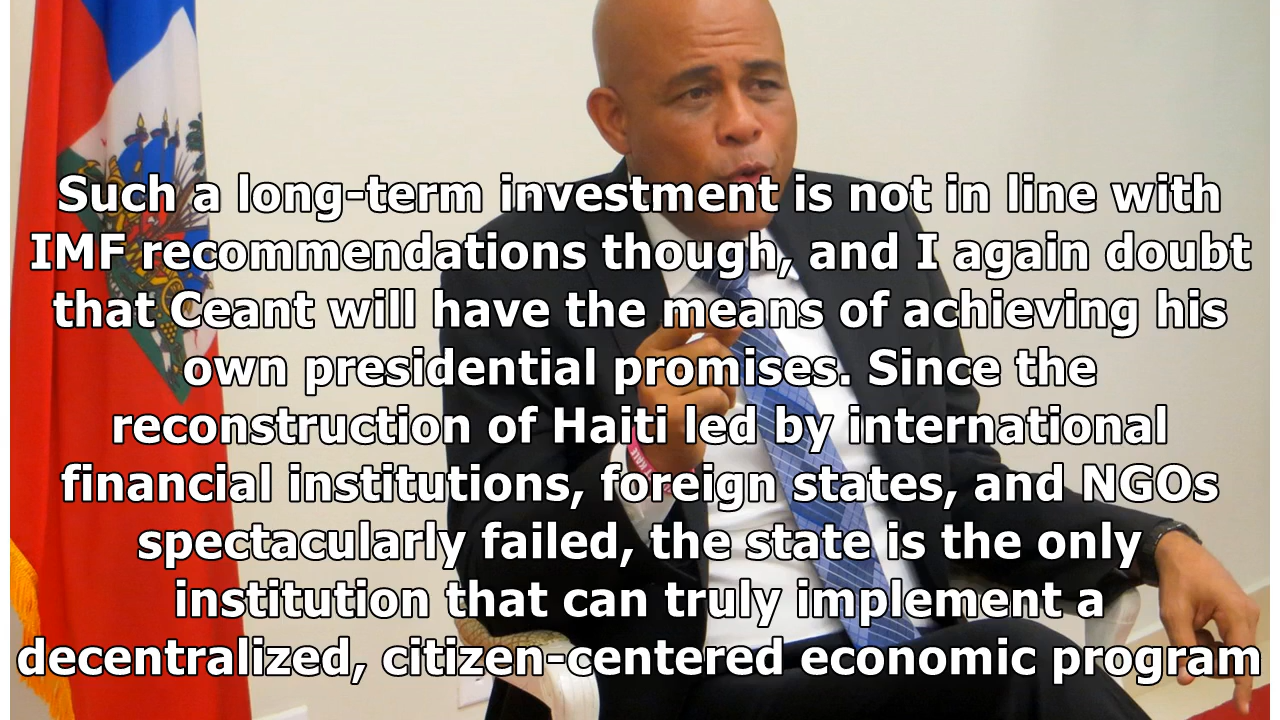 Such a long-term investment is not in line with
IMF recommendations though, and I again doubt
that Ceant will have the means of achieving his
own presidential promises. Since the
reconstruction of Haiti led by international
financial institutions, foreign states, and NGOs
spectacularly failed, the state is the only
institution that can truly implement a
decentralized, citizen-centered economic program